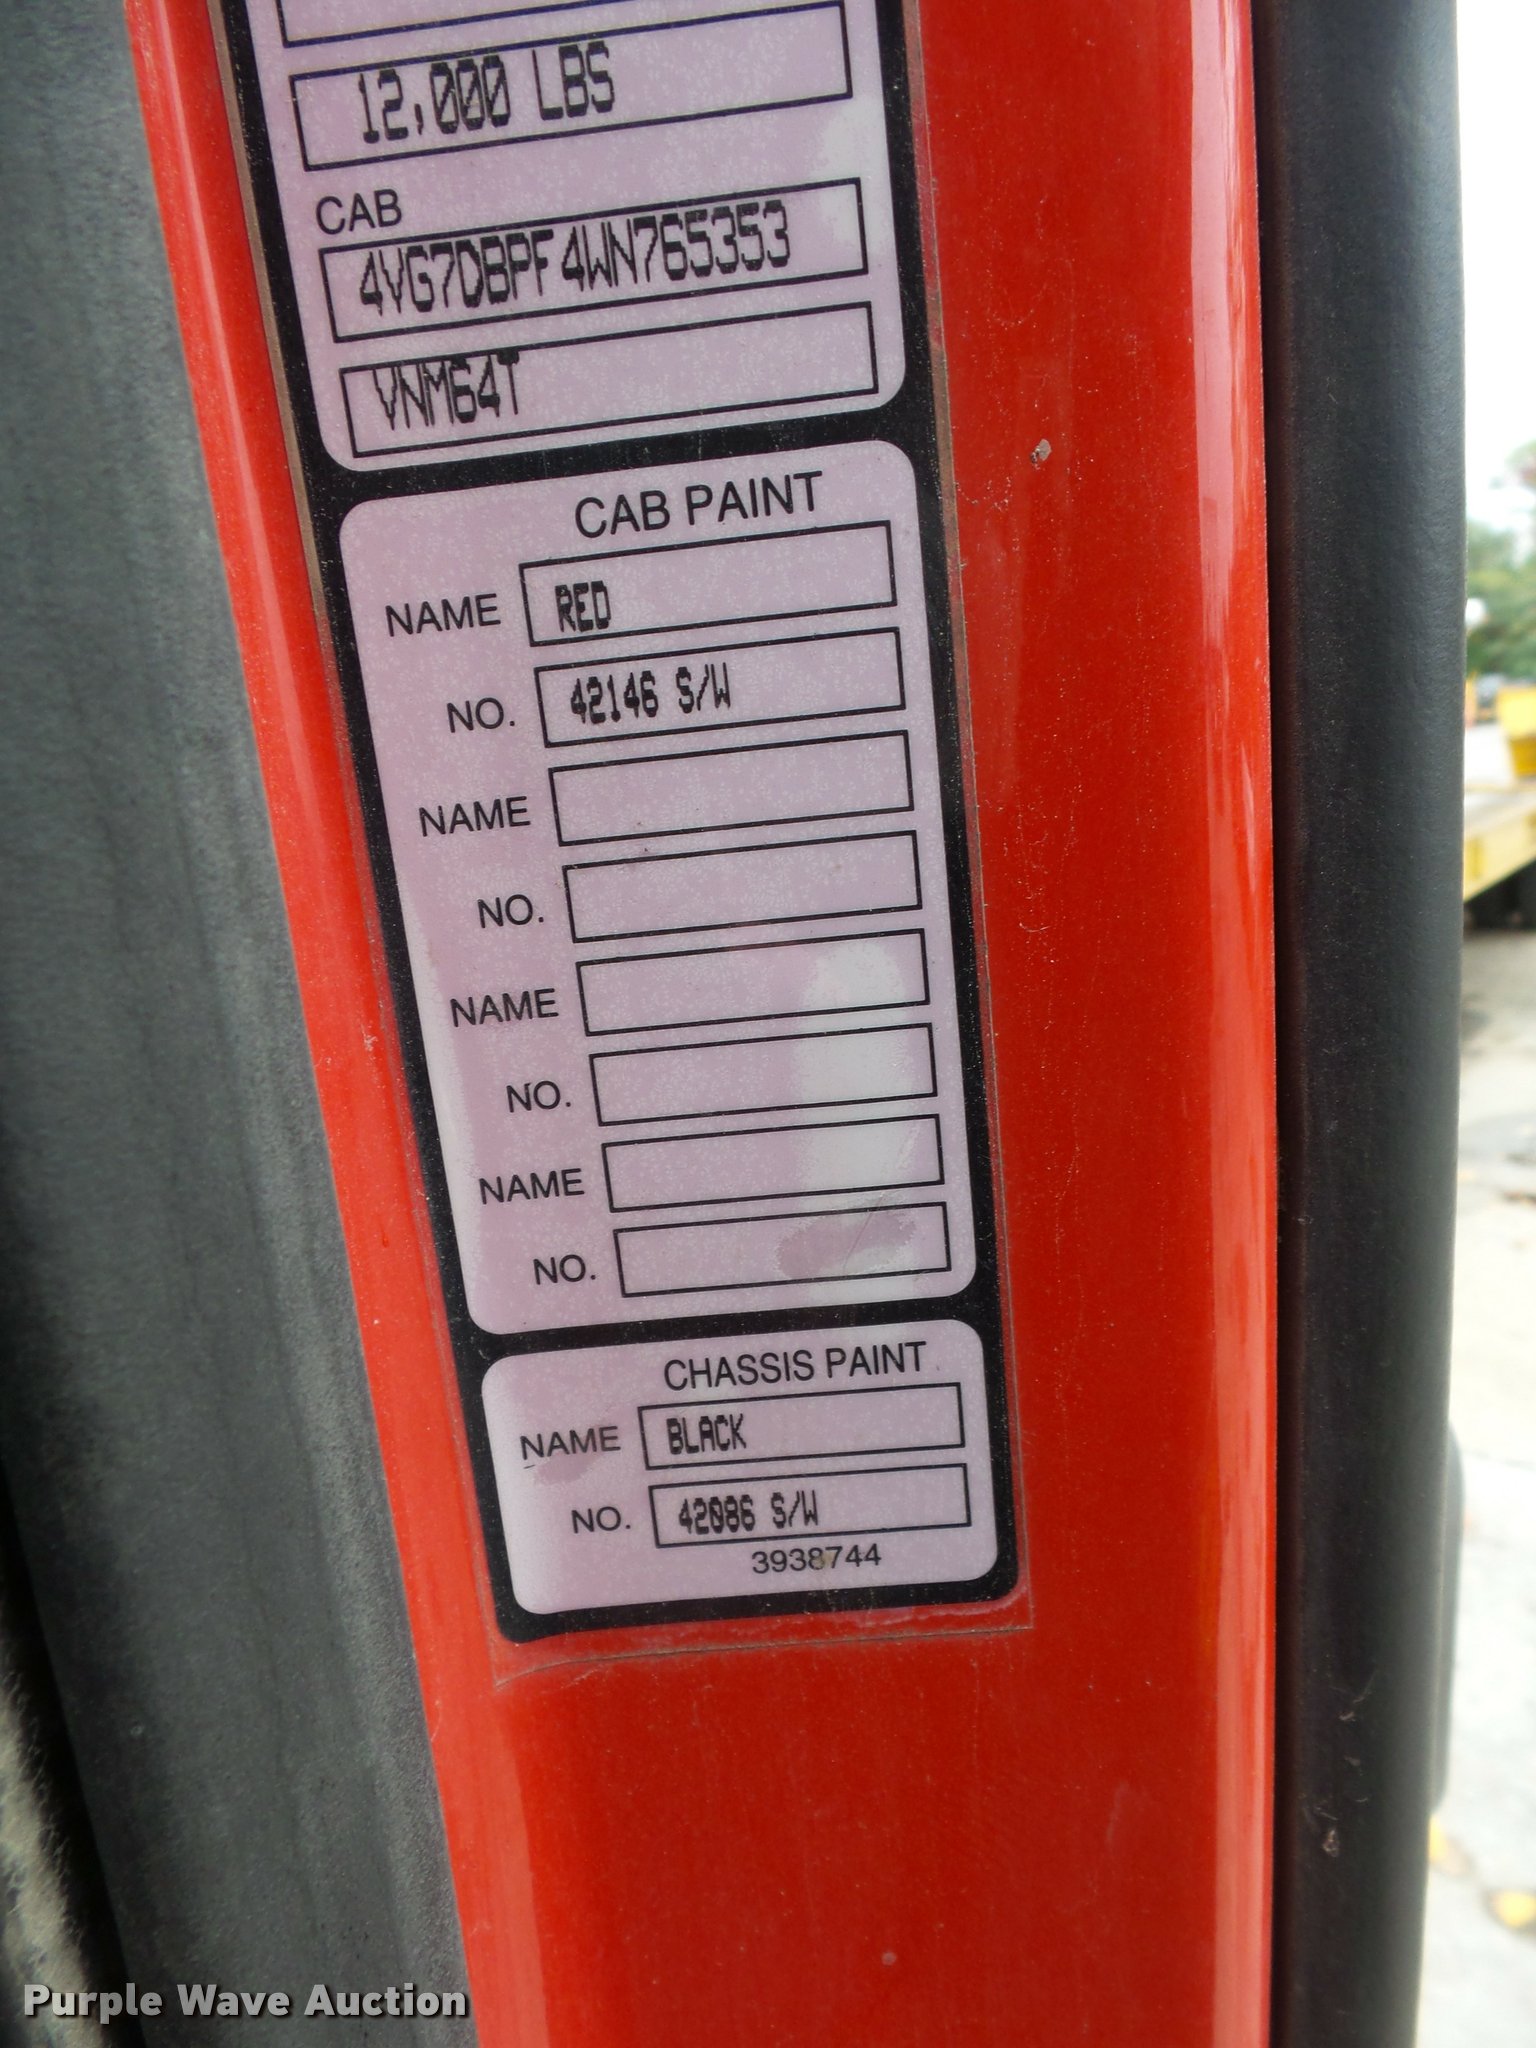 12,000 LBS
CAB
4VG7DBPF4WN765353
VNM64T
CAB PAINT
NAME RED
NO. 42146 S/W
NAME
NO.
NAME
NO.
NAME
NO.
CHASSIS PAINT
NAME BLACK
NO. 42086 S/W
3938744
Purple Wave Auction